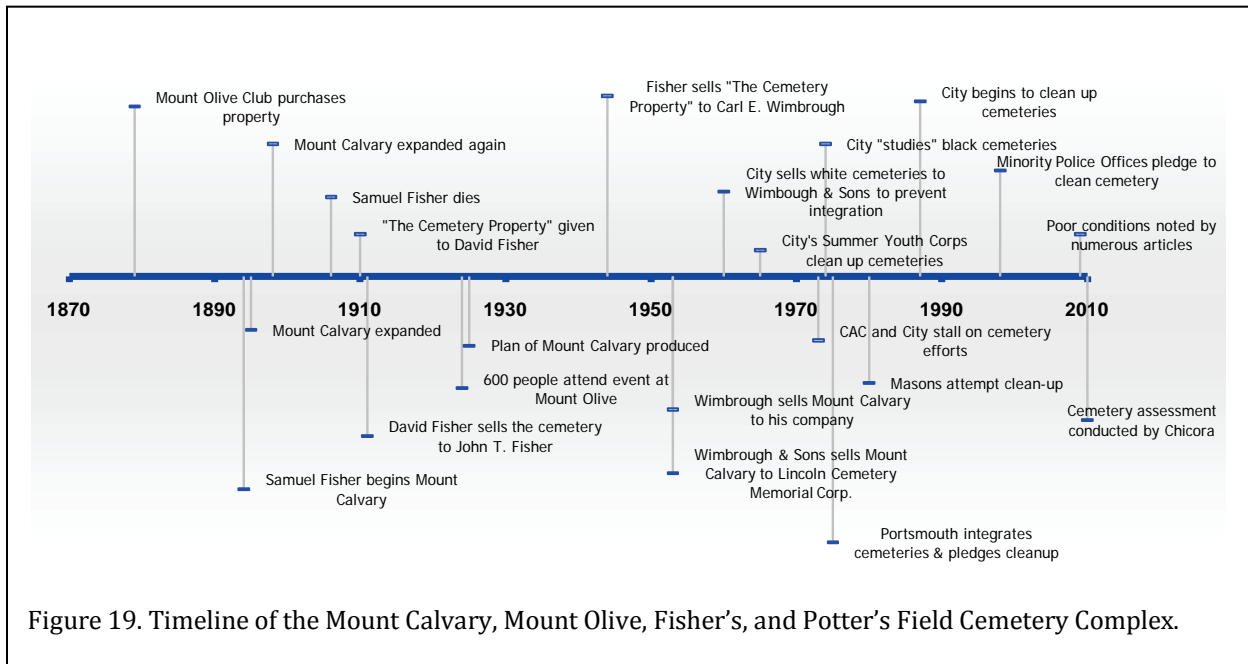 Mount Olive Club purchases
property
Mount Calvary expanded again
Samuel Fisher dies
"The Cemetery Property" given
to David Fisher
Fisher sells "The Cemetery
Property" to Carl E. Wimbrough
City sells white cemeteries to
Wimbough & Sons to prevent
integration
City's Summer Youth Corps
clean up cemeteries
City "studies" black cemeteries
City begins to clean up
cemeteries
Minority Police Offices pledge to
clean cemetery
Poor conditions noted by
numerous articles
1870 1890 1910 1930 1950 1970 1990 2010
Mount Calvary expanded
Samuel Fisher begins Mount
Calvary
David Fisher sells the cemetery
to John T. Fisher
Plan of Mount Calvary produced
600 people attend event at
Mount Olive
Wimbrough sells Mount Calvary
to his company
Wimbrough & Sons sells Mount
Calvary to Lincoln Cemetery
Memorial Corp.
CAC and City stall on cemetery
efforts
Masons attempt clean-up
Portsmouth integrates
cemeteries & pledges cleanup
Cemetery assessment
conducted by Chicora
Figure 19. Timeline of the Mount Calvary, Mount Olive, Fisher's, and Potter's Field Cemetery Complex.